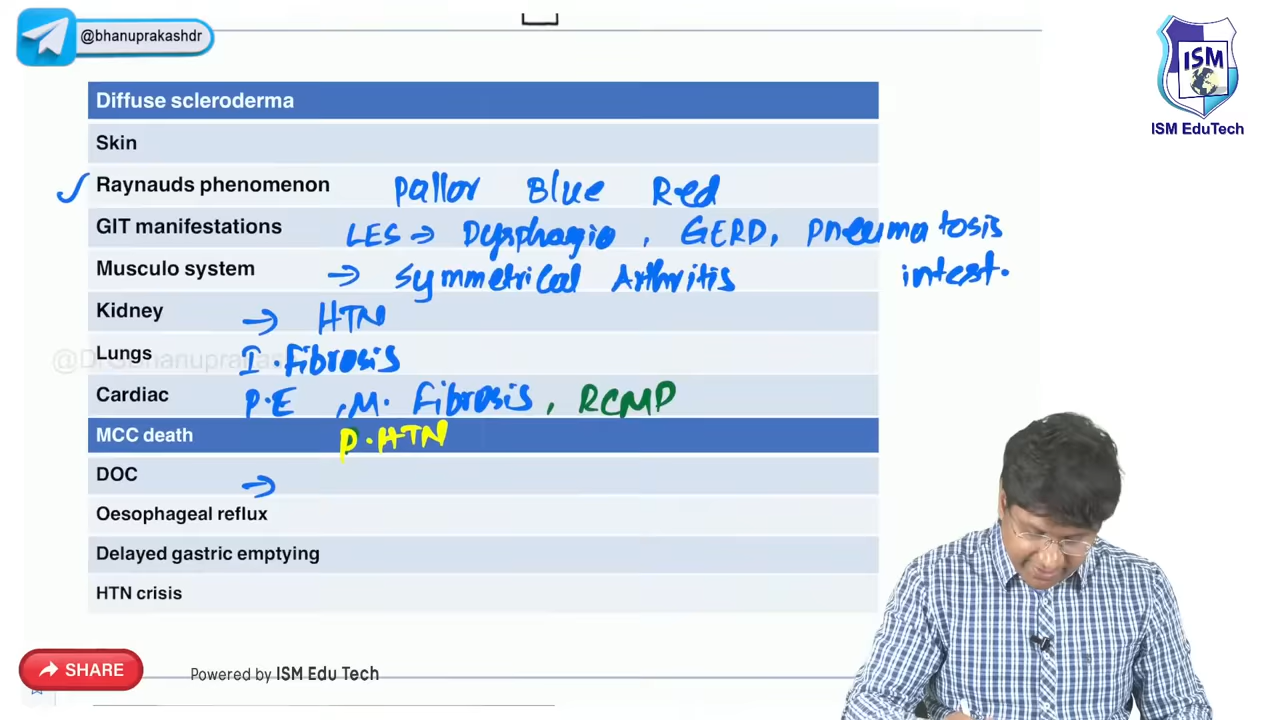 @bhanuprakashdr
ISM
ISM EduTech
Diffuse scleroderma
Skin
Raynauds phenomenon Pallor Blue Red
GIT manifestations LES → Dysphagia, GERD, Pneumatosis
Musculo system → Symmetrical Arthritis intest.
Kidney → HTN
Lungs I. Fibrosis
Cardiac P.E, M. Fibrosis, RCMP
MCC death P.HTN
DOC →
Oesophageal reflux
Delayed gastric emptying
HTN crisis
SHARE
Powered by ISM Edu Tech